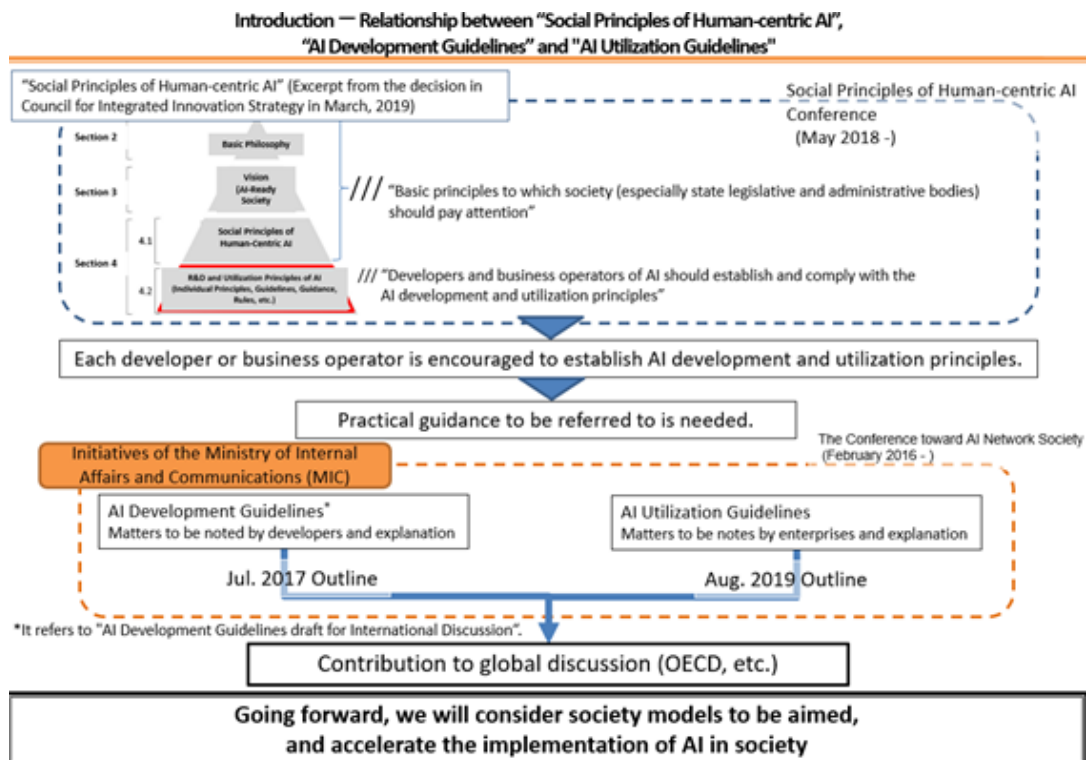 Introduction － Relationship between “Social Principles of Human-centric AI”,
“AI Development Guidelines” and "AI Utilization Guidelines"
“Social Principles of Human-centric AI” (Excerpt from the decision in
Council for Integrated Innovation Strategy in March, 2019)
Social Principles of Human-centric AI
Conference
(May 2018 -)
Section 2
Basic Philosophy
Section 3
Vision
(AI-Ready
Society
/// “Basic principles to which society (especially state legislative and administrative bodies)
should pay attention”
Section 4
4.1
Social Principles of
Human-Centric AI
4.2
R&D and Utilization Principles of AI
(Individual Principles, Guidelines, Guidance,
Rules, etc.)
/// “Developers and business operators of AI should establish and comply with the
AI development and utilization principles”
Each developer or business operator is encouraged to establish AI development and utilization principles.
Practical guidance to be referred to is needed.
Initiatives of the Ministry of Internal
Affairs and Communications (MIC)
The Conference toward AI Network Society
(February 2016 - )
AI Development Guidelines*
Matters to be noted by developers and explanation
AI Utilization Guidelines
Matters to be notes by enterprises and explanation
Jul. 2017 Outline
Aug. 2019 Outline
*It refers to "AI Development Guidelines draft for International Discussion”.
Contribution to global discussion (OECD, etc.)
Going forward, we will consider society models to be aimed,
and accelerate the implementation of AI in society